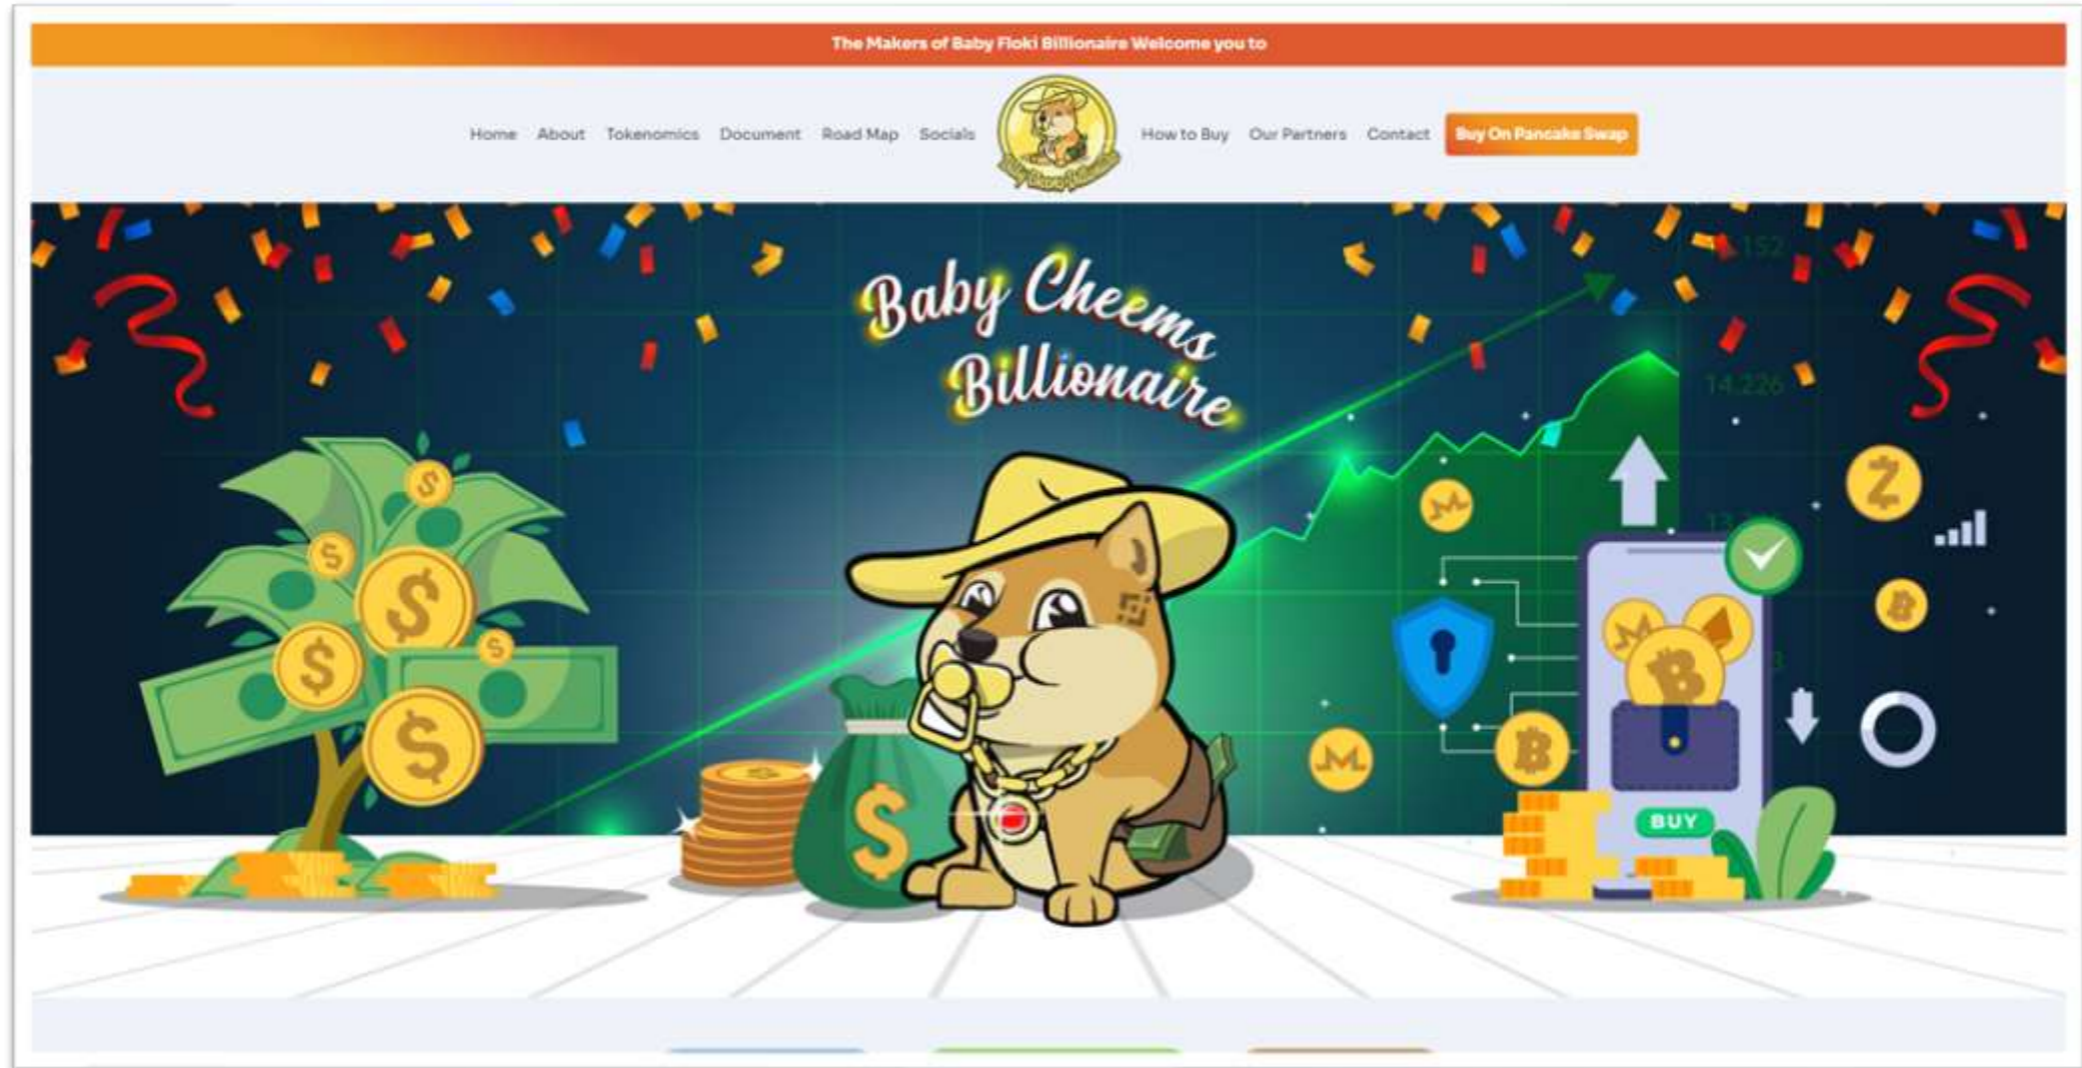 The Makers of Baby Floki Billionaire Welcome you to
Home About Tokenomics Document Road Map Socials How to Buy Our Partners Contact Buy On Pancake Swap
Baby Cheems
Billionaire
14.226
BUY